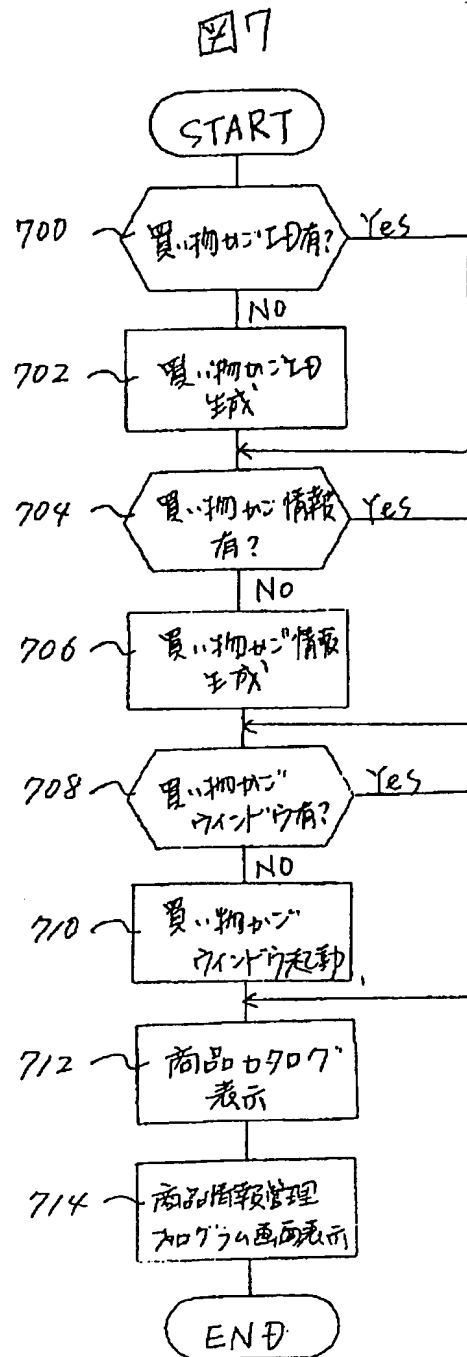 図7
START
700
買い物かごID有?
Yes
NO
702
買い物かごID
生成
704
買い物かご情報
有?
Yes
NO
706
買い物かご情報
生成
708
買い物かご
ウインドウ有?
Yes
NO
710
買い物かご
ウインドウ起動
712
商品カタログ
表示
714
商品情報管理
プログラム画面表示
END